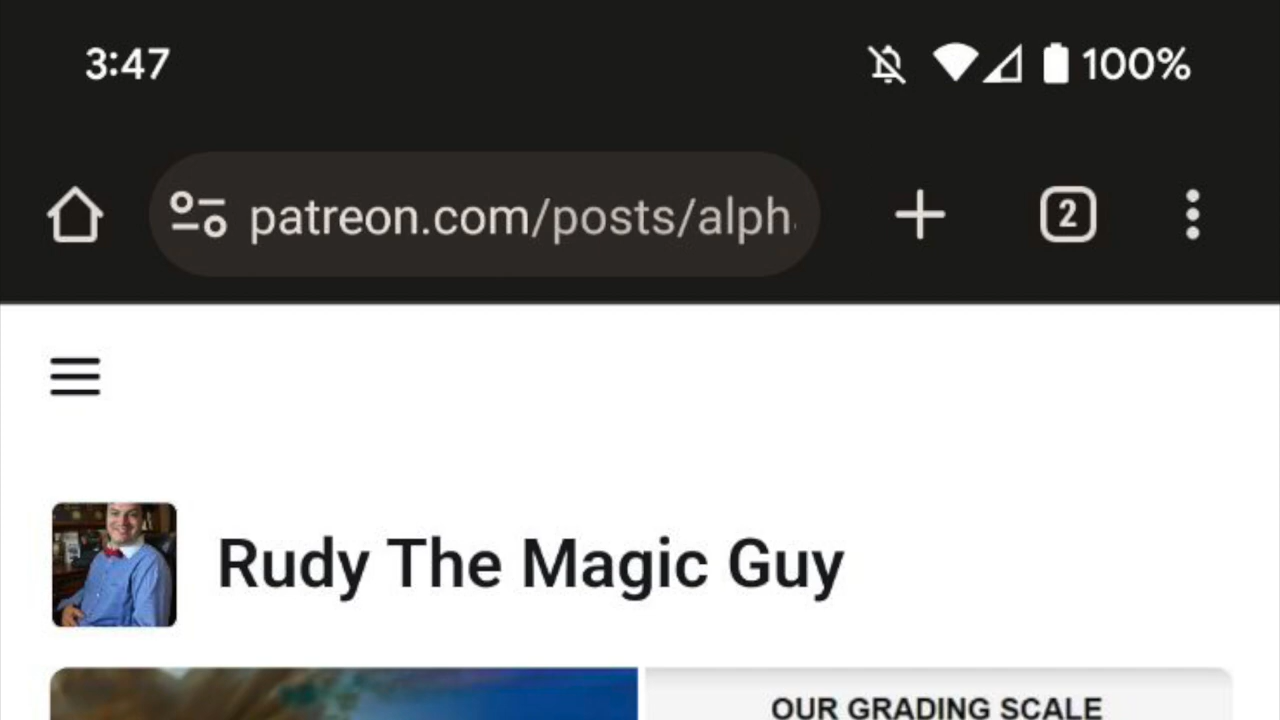 3:47
100%
patreon.com/posts/alph
2
Rudy The Magic Guy
OUR GRADING SCALE